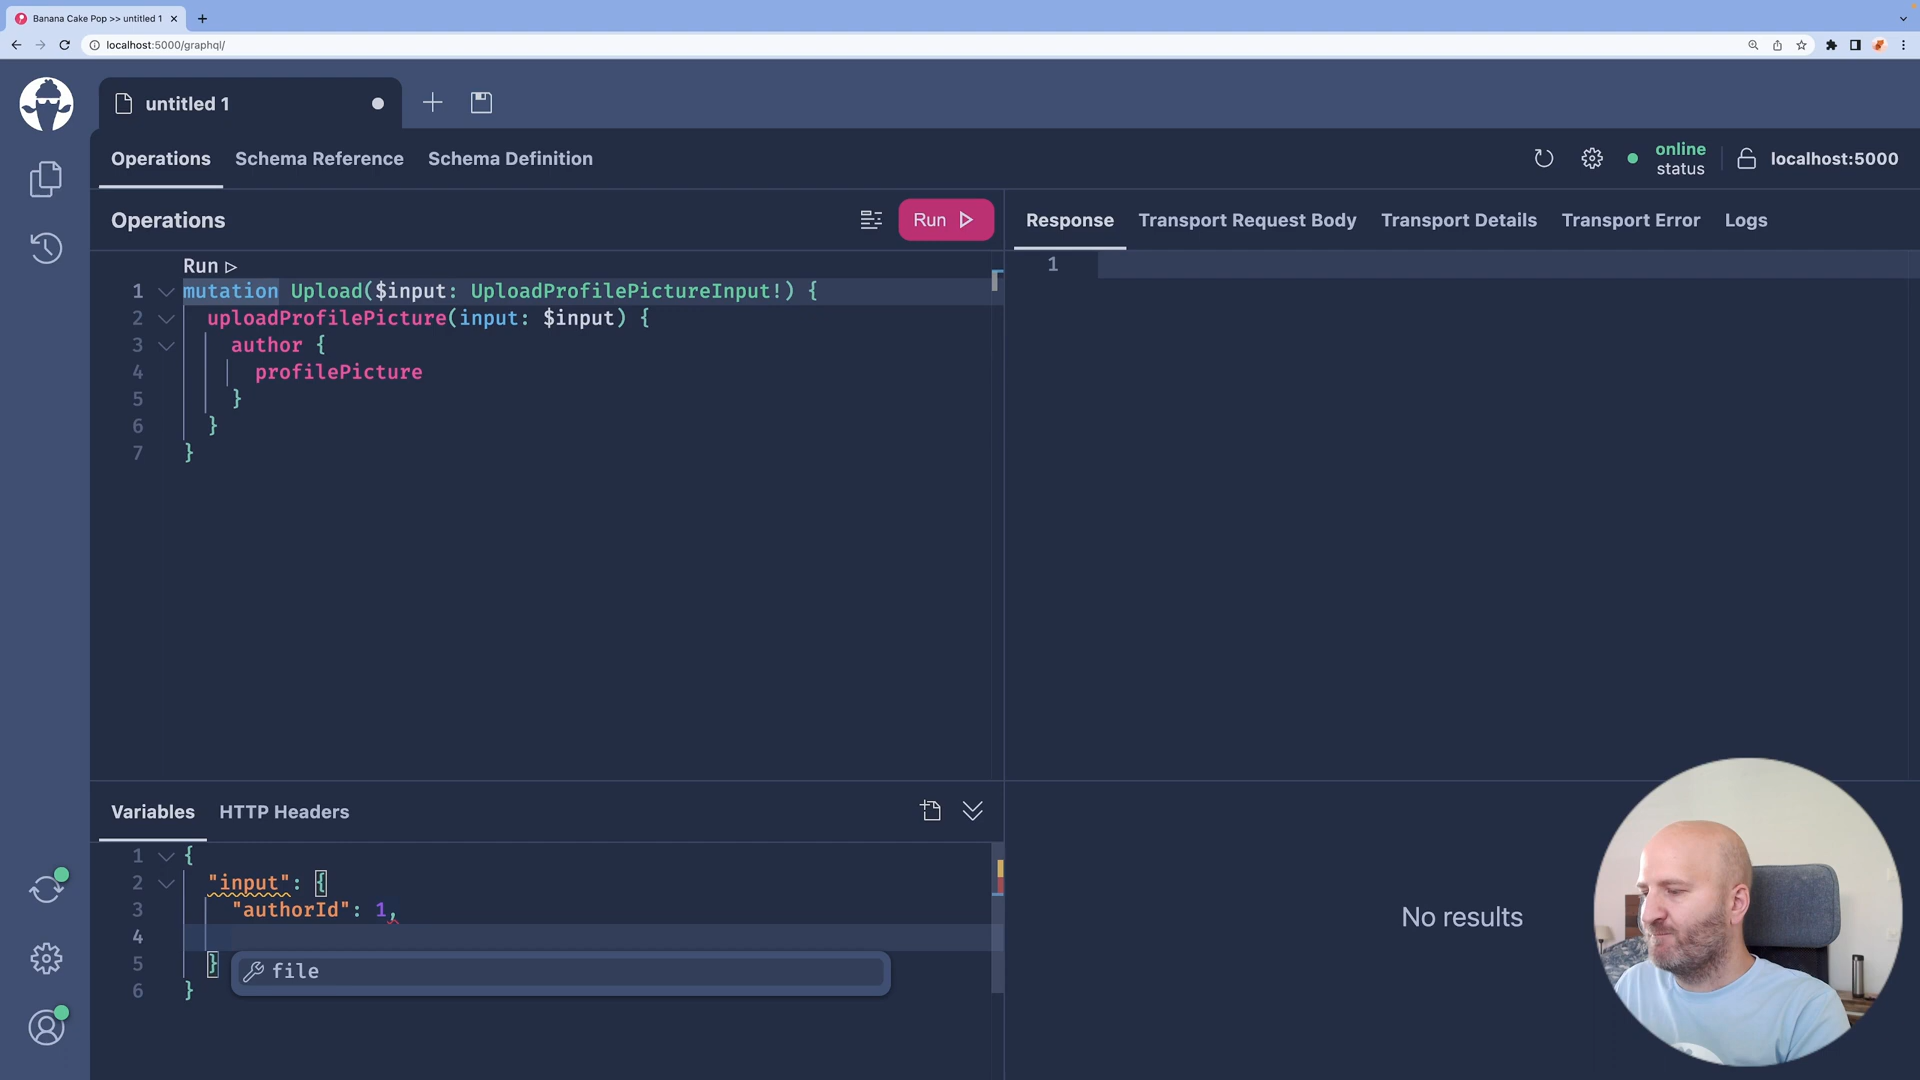 Banana Cake Pop >> untitled 1
localhost:5000/graphql/
untitled 1
Operations Schema Reference Schema Definition
online
status
localhost:5000
Operations
Run
Response Transport Request Body Transport Details Transport Error Logs
Run
1 mutation Upload($input: UploadProfilePictureInput!) {
2 uploadProfilePicture(input: $input) {
3 author {
4 profilePicture
5 }
6 }
7 }
1
Variables HTTP Headers
1 {
2 "input": {
3 "authorId": 1,
4
5 }
file
6 }
No results